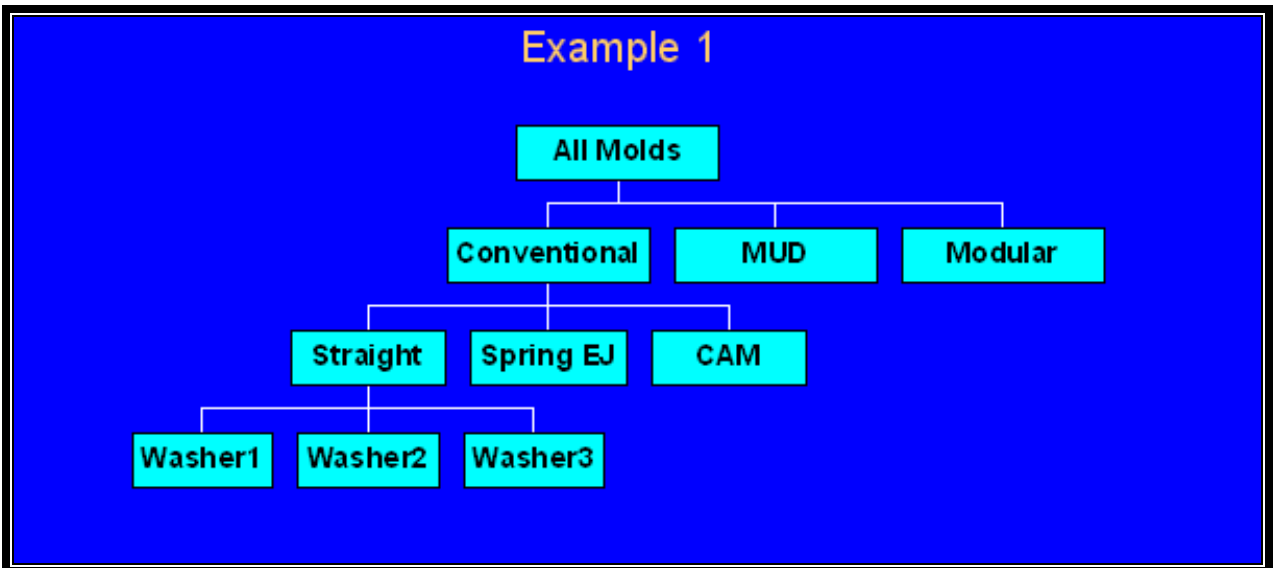 Example 1
All Molds
Conventional
MUD
Modular
Straight
Spring EJ
CAM
Washer1
Washer2
Washer3